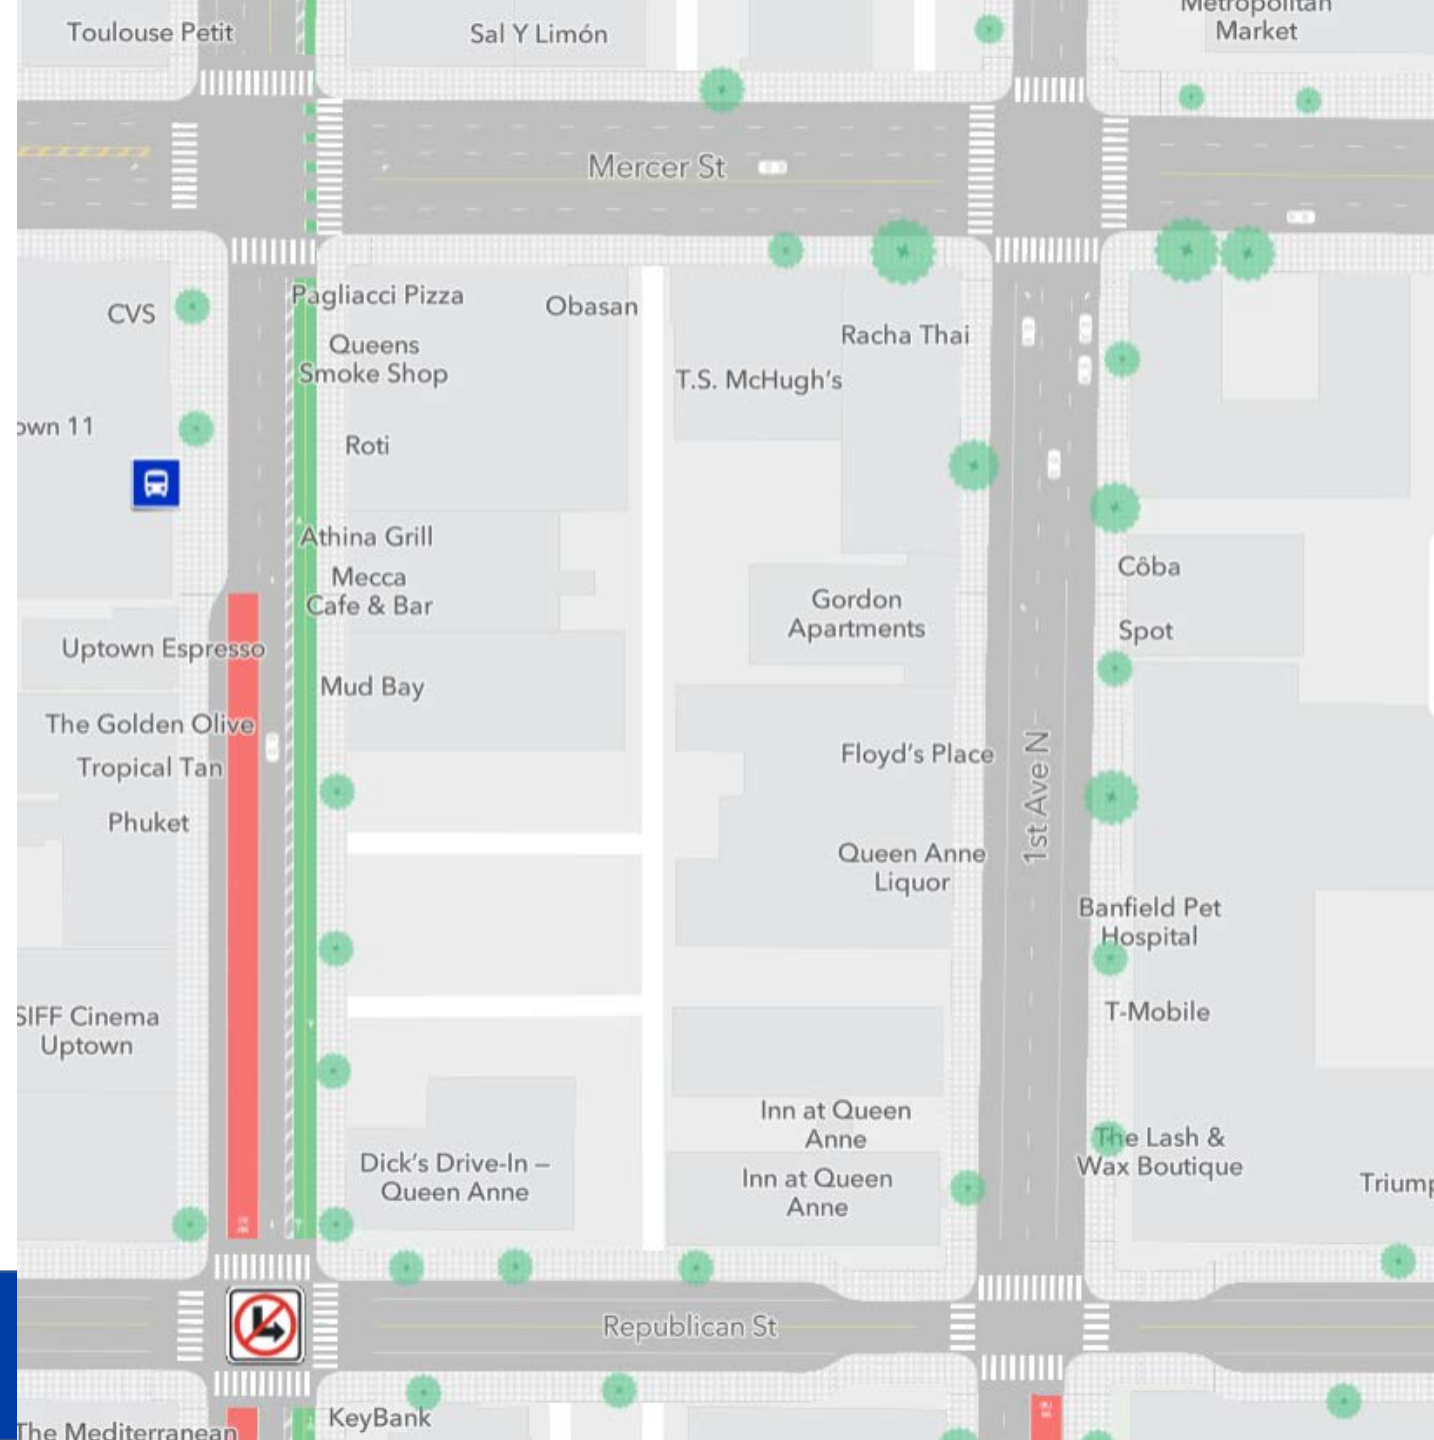 Toulouse Petit
Sal Y Limón
Metropolitan
Market
Mercer St
CVS
Pagliacci Pizza
Obasan
Queens
Smoke Shop
Racha Thai
T.S. McHugh's
own 11
Roti
Athina Grill
Mecca
Cafe & Bar
Côba
Gordon
Apartments
Spot
Uptown Espresso
Mud Bay
The Golden Olive
Tropical Tan
Floyd's Place
1st Ave N
Phuket
Queen Anne
Liquor
Banfield Pet
Hospital
SIFF Cinema
Uptown
T-Mobile
Inn at Queen
Anne
The Lash &
Wax Boutique
Dick's Drive-In –
Queen Anne
Inn at Queen
Anne
Triump
Republican St
KeyBank
The Mediterranean